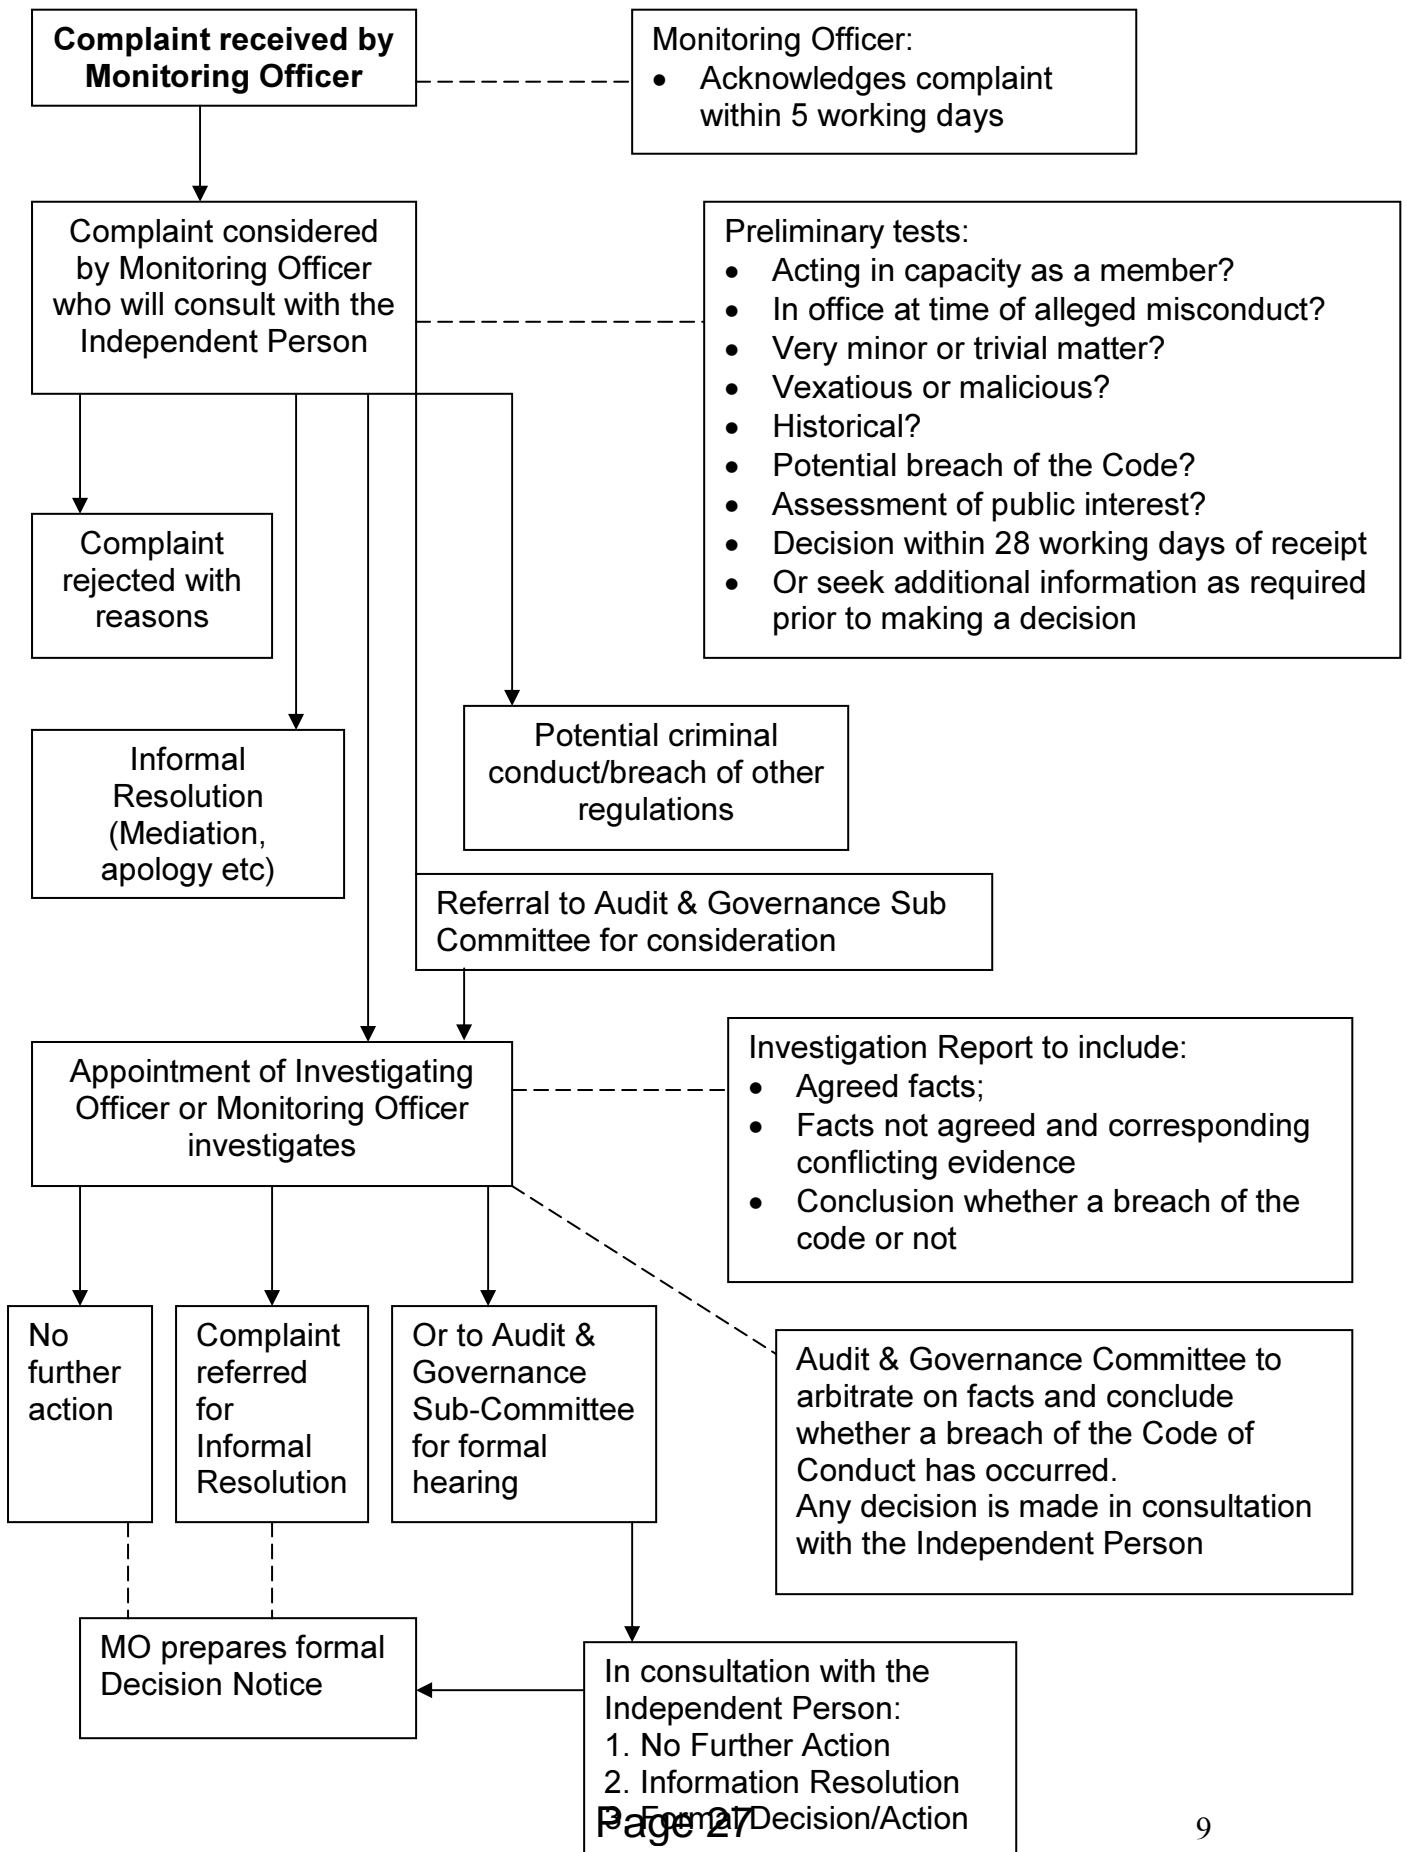 Complaint received by
Monitoring Officer
Monitoring Officer:
• Acknowledges complaint
within 5 working days
Complaint considered
by Monitoring Officer
who will consult with the
Independent Person
Preliminary tests:
• Acting in capacity as a member?
• In office at time of alleged misconduct?
• Very minor or trivial matter?
• Vexatious or malicious?
• Historical?
• Potential breach of the Code?
• Assessment of public interest?
• Decision within 28 working days of receipt
• Or seek additional information as required
prior to making a decision
Complaint
rejected with
reasons
Informal
Resolution
(Mediation,
apology etc)
Potential criminal
conduct/breach of other
regulations
Referral to Audit & Governance Sub
Committee for consideration
Appointment of Investigating
Officer or Monitoring Officer
investigates
Investigation Report to include:
• Agreed facts;
• Facts not agreed and corresponding
conflicting evidence
• Conclusion whether a breach of the
code or not
No
further
action
Complaint
referred
for
Informal
Resolution
Or to Audit &
Governance
Sub-Committee
for formal
hearing
Audit & Governance Committee to
arbitrate on facts and conclude
whether a breach of the Code of
Conduct has occurred.
Any decision is made in consultation
with the Independent Person
MO prepares formal
Decision Notice
In consultation with the
Independent Person:
1. No Further Action
2. Information Resolution
3. Formal Decision/Action
Page 27
9